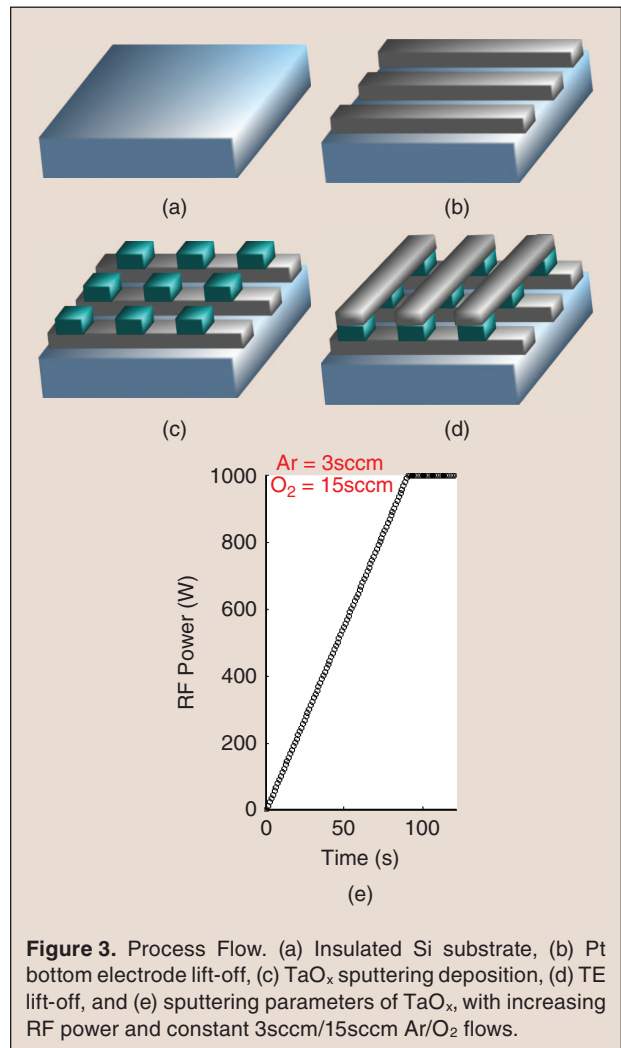 (a)
(b)
(c)
(d)
Ar = 3sccm
O₂ = 15sccm
1000
800
600
400
200
0
RF Power (W)
0 50 100
Time (s)
(e)
Figure 3. Process Flow. (a) Insulated Si substrate, (b) Pt
bottom electrode lift-off, (c) TaOₓ sputtering deposition, (d) TE
lift-off, and (e) sputtering parameters of TaOₓ, with increasing
RF power and constant 3sccm/15sccm Ar/O₂ flows.